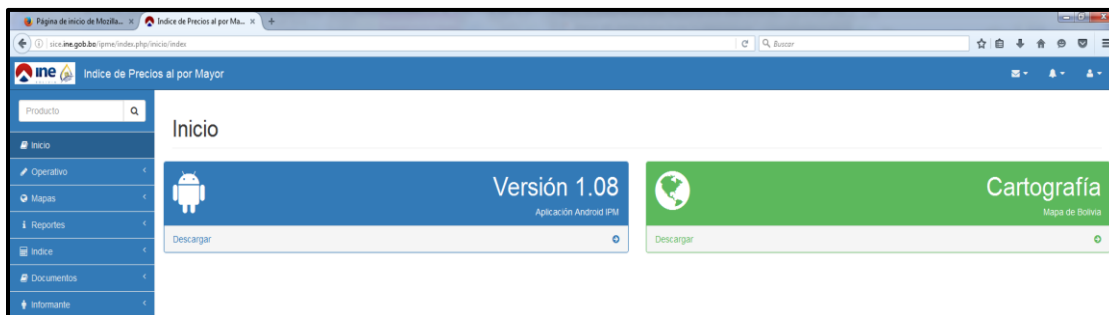 Página de inicio de Mozilla...
Indice de Precios al por Ma...
sice.ine.gob.bo/ipme/index.php/inicio/index
Buscar
ine
Indice de Precios al por Mayor
Producto
Inicio
Inicio
Operativo
Mapas
Reportes
Indice
Documentos
Informante
Versión 1.08
Aplicación Android IPM
Descargar
Cartografía
Mapa de Bolivia
Descargar